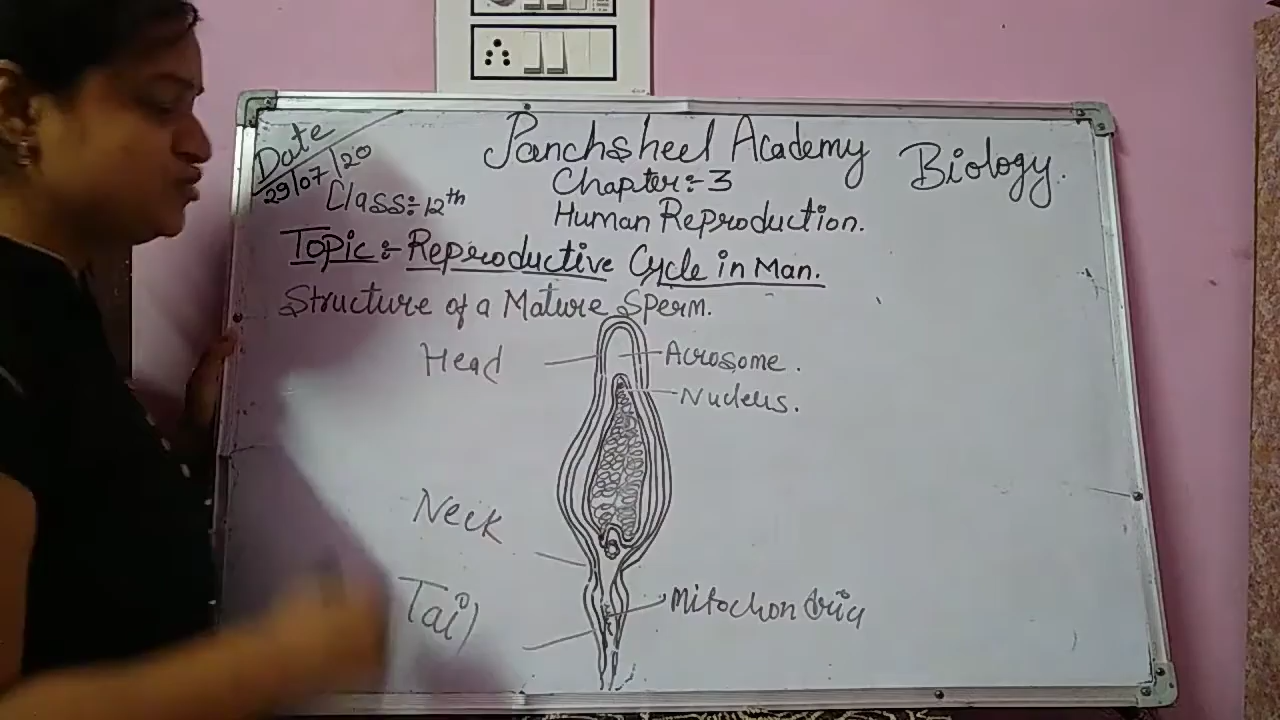 Date
29/07/20
Panchsheel Academy
Biology.
Chapter:- 3
Class:- 12th
Human Reproduction.
Topic:- Reproductive Cycle in Man.
Structure of a Mature Sperm.
Head
Acrosome.
Nucleus.
Neck
Tail
Mitochondria